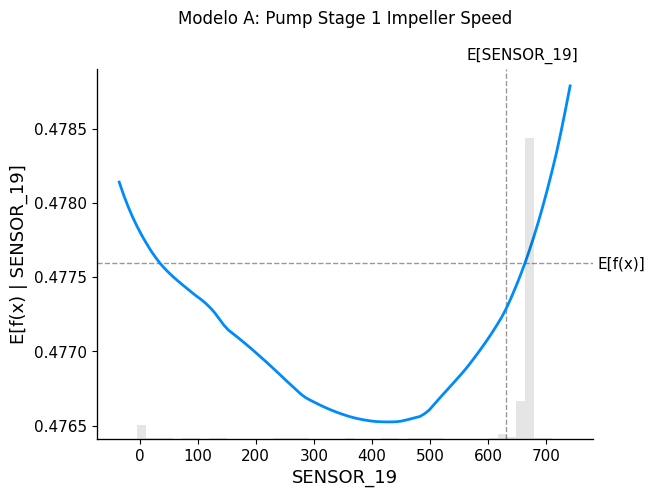 Modelo A: Pump Stage 1 Impeller Speed
E[SENSOR_19]
0.4785
0.4780
0.4775
0.4770
0.4765
E[f(x) | SENSOR_19]
E[f(x)]
0 100 200 300 400 500 600 700
SENSOR_19